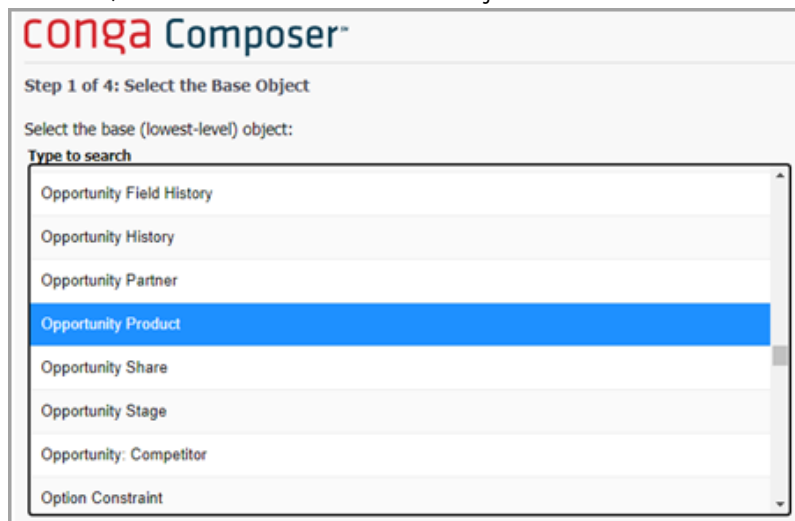 conga Composer™
Step 1 of 4: Select the Base Object
Select the base (lowest-level) object:
Type to search
Opportunity Field History
Opportunity History
Opportunity Partner
Opportunity Product
Opportunity Share
Opportunity Stage
Opportunity: Competitor
Option Constraint